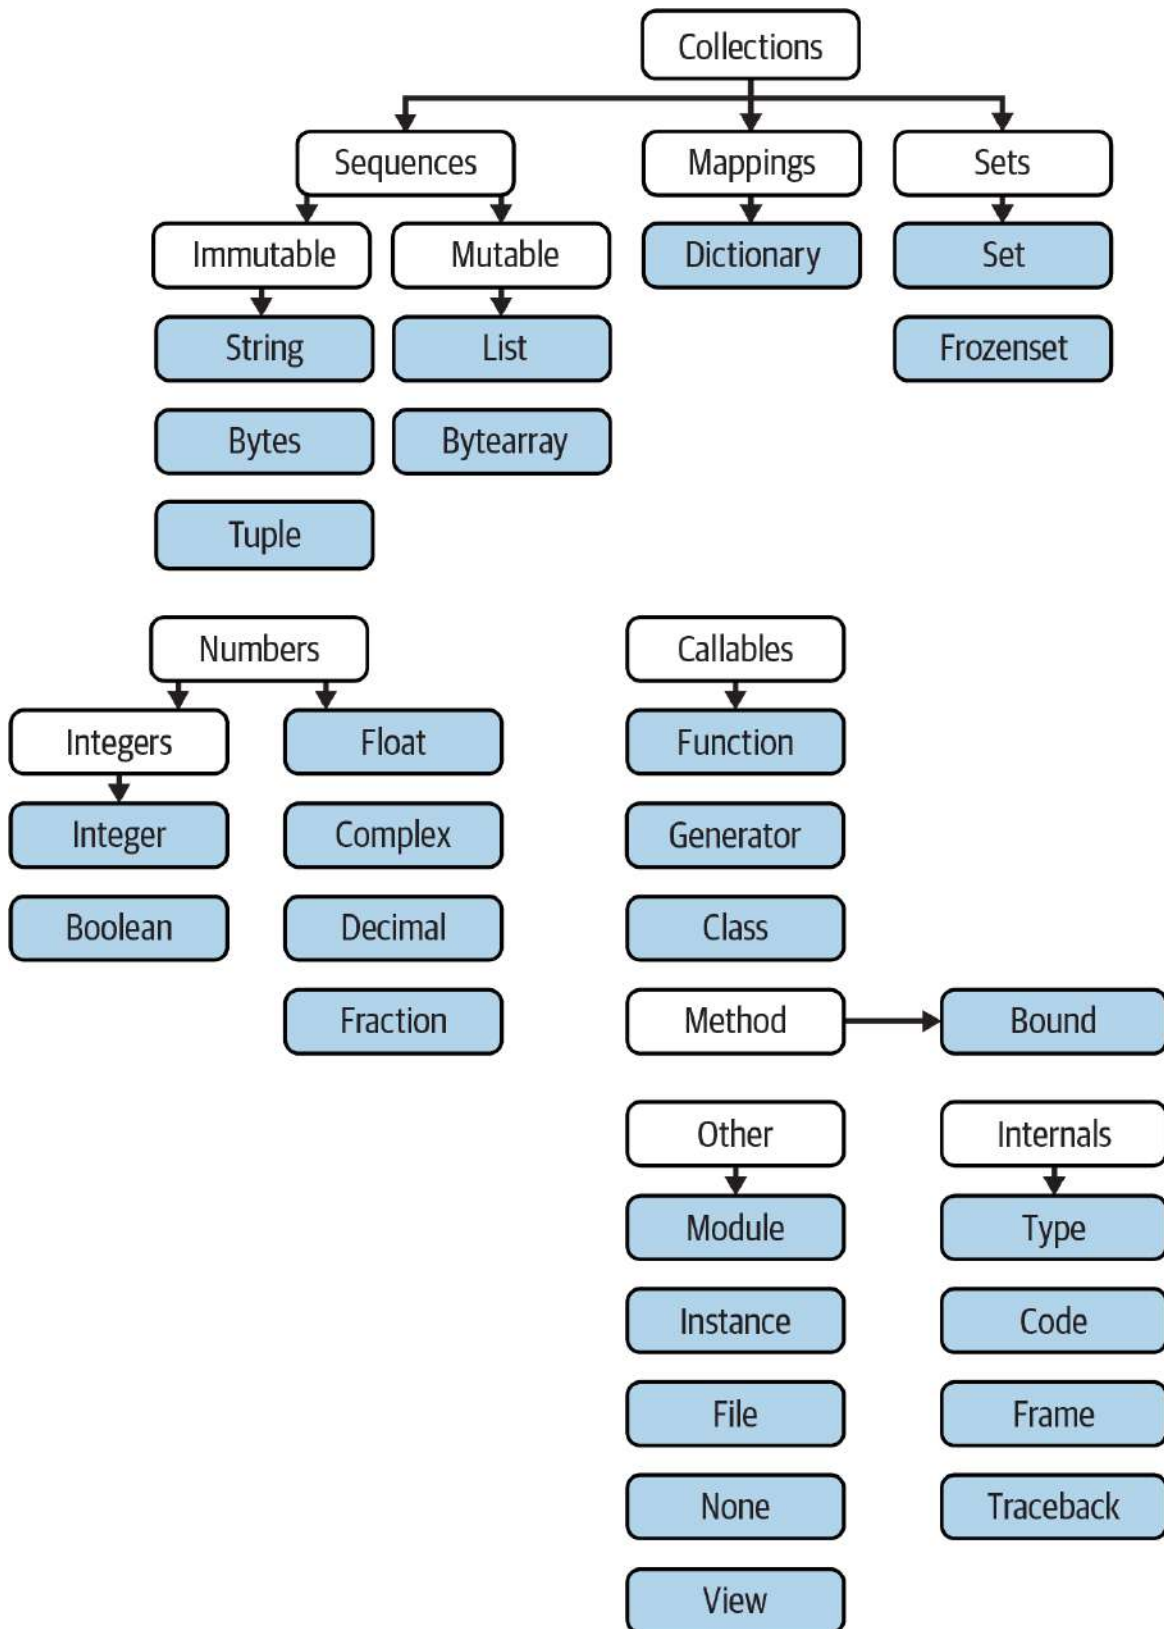 Collections
Sequences
Mappings
Sets
Immutable
Mutable
Dictionary
Set
String
List
Frozenset
Bytes
Bytearray
Tuple
Numbers
Callables
Integers
Float
Function
Integer
Complex
Generator
Boolean
Decimal
Class
Fraction
Method
Bound
Other
Internals
Module
Type
Instance
Code
File
Frame
None
Traceback
View